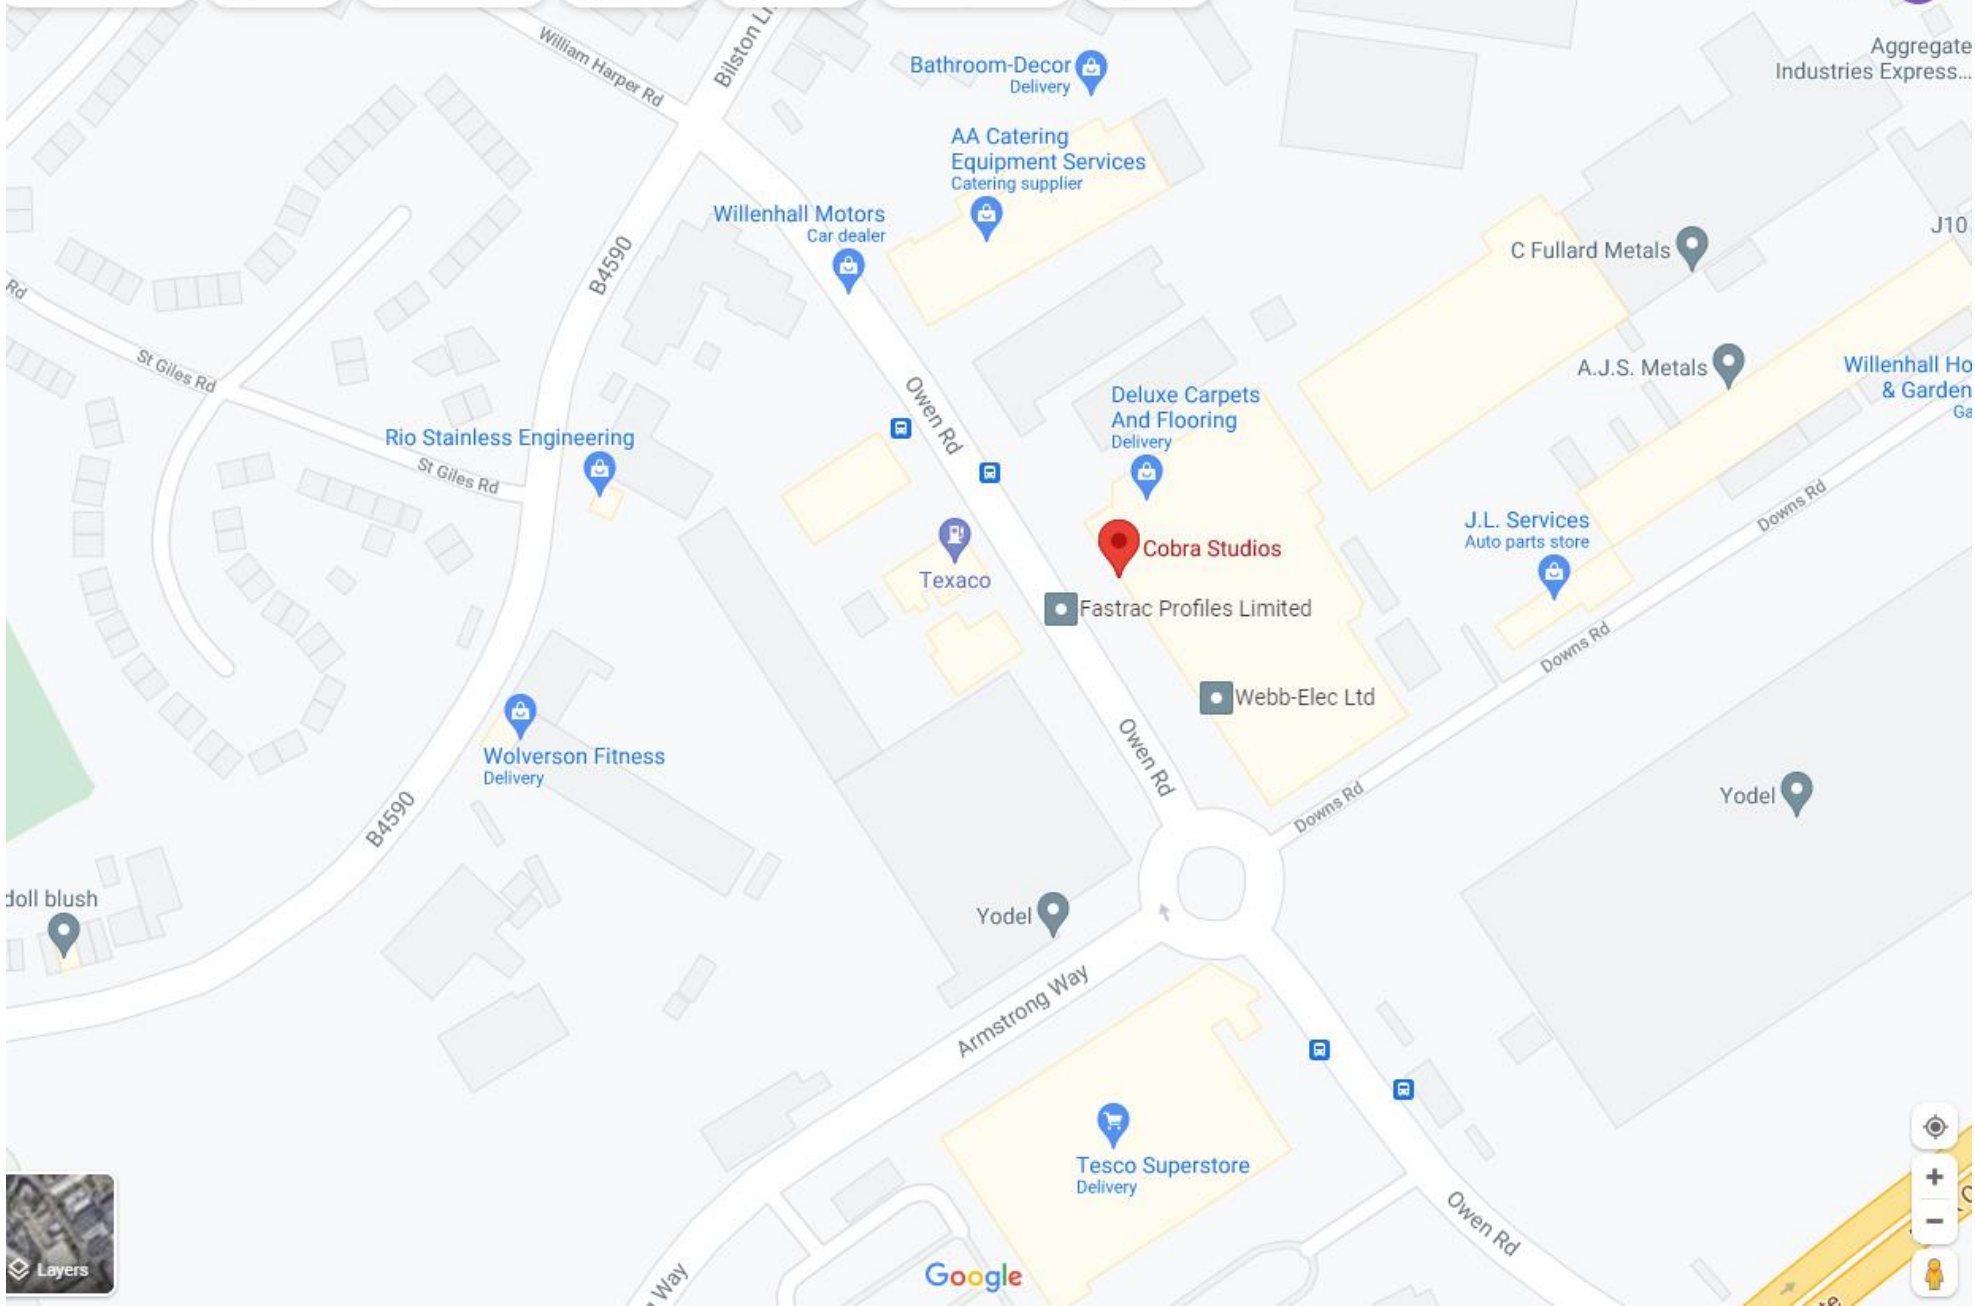 William Harper Rd
Bilston Ln
Bathroom-Decor
Delivery
Aggregate
Industries Express...
AA Catering
Equipment Services
Catering supplier
Willenhall Motors
Car dealer
J10
C Fullard Metals
B4590
Rd
St Giles Rd
Owen Rd
A.J.S. Metals
Willenhall Ho
& Garden
Ga
Deluxe Carpets
And Flooring
Delivery
Rio Stainless Engineering
St Giles Rd
Downs Rd
J.L. Services
Auto parts store
Cobra Studios
Texaco
Fastrac Profiles Limited
Downs Rd
Webb-Elec Ltd
Owen Rd
Wolverson Fitness
Delivery
Yodel
Downs Rd
B4590
doll blush
Yodel
Armstrong Way
Tesco Superstore
Delivery
Owen Rd
Layers
Google
Way